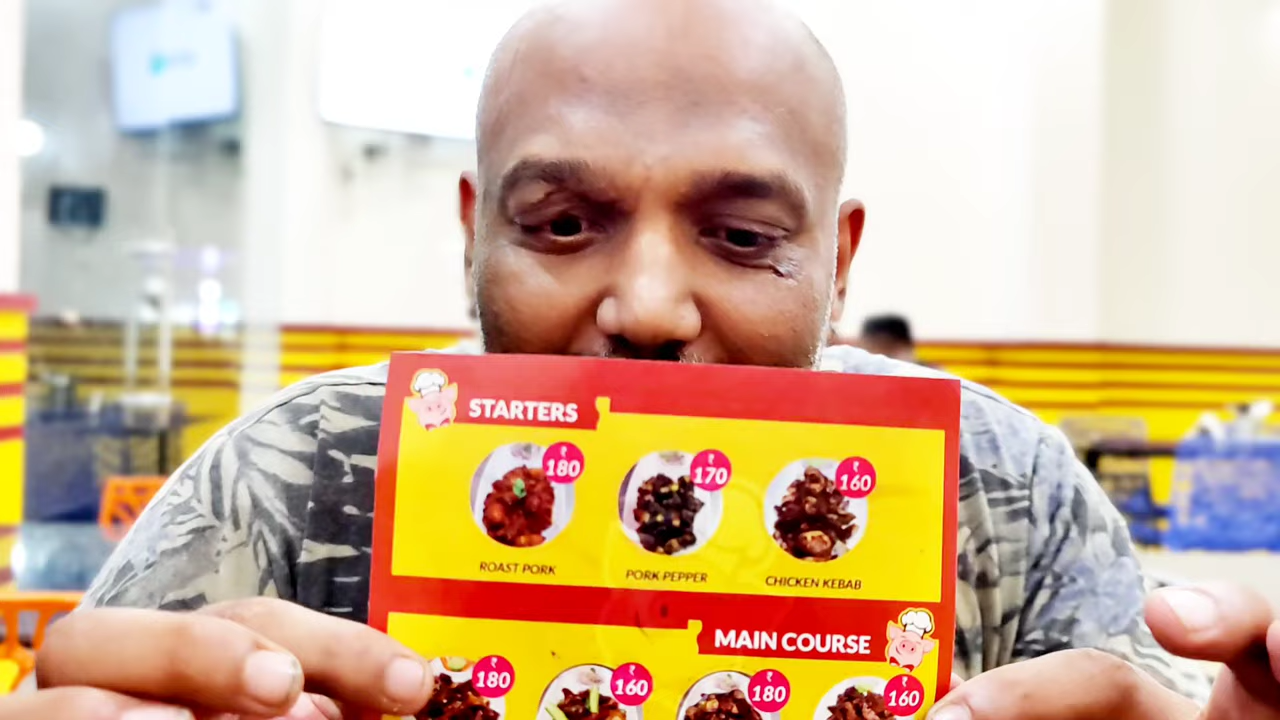 STARTERS
₹ 180 ₹ 170 ₹ 160
ROAST PORK PORK PEPPER CHICKEN KEBAB
MAIN COURSE
₹ 180 ₹ 160 ₹ 180 ₹ 160